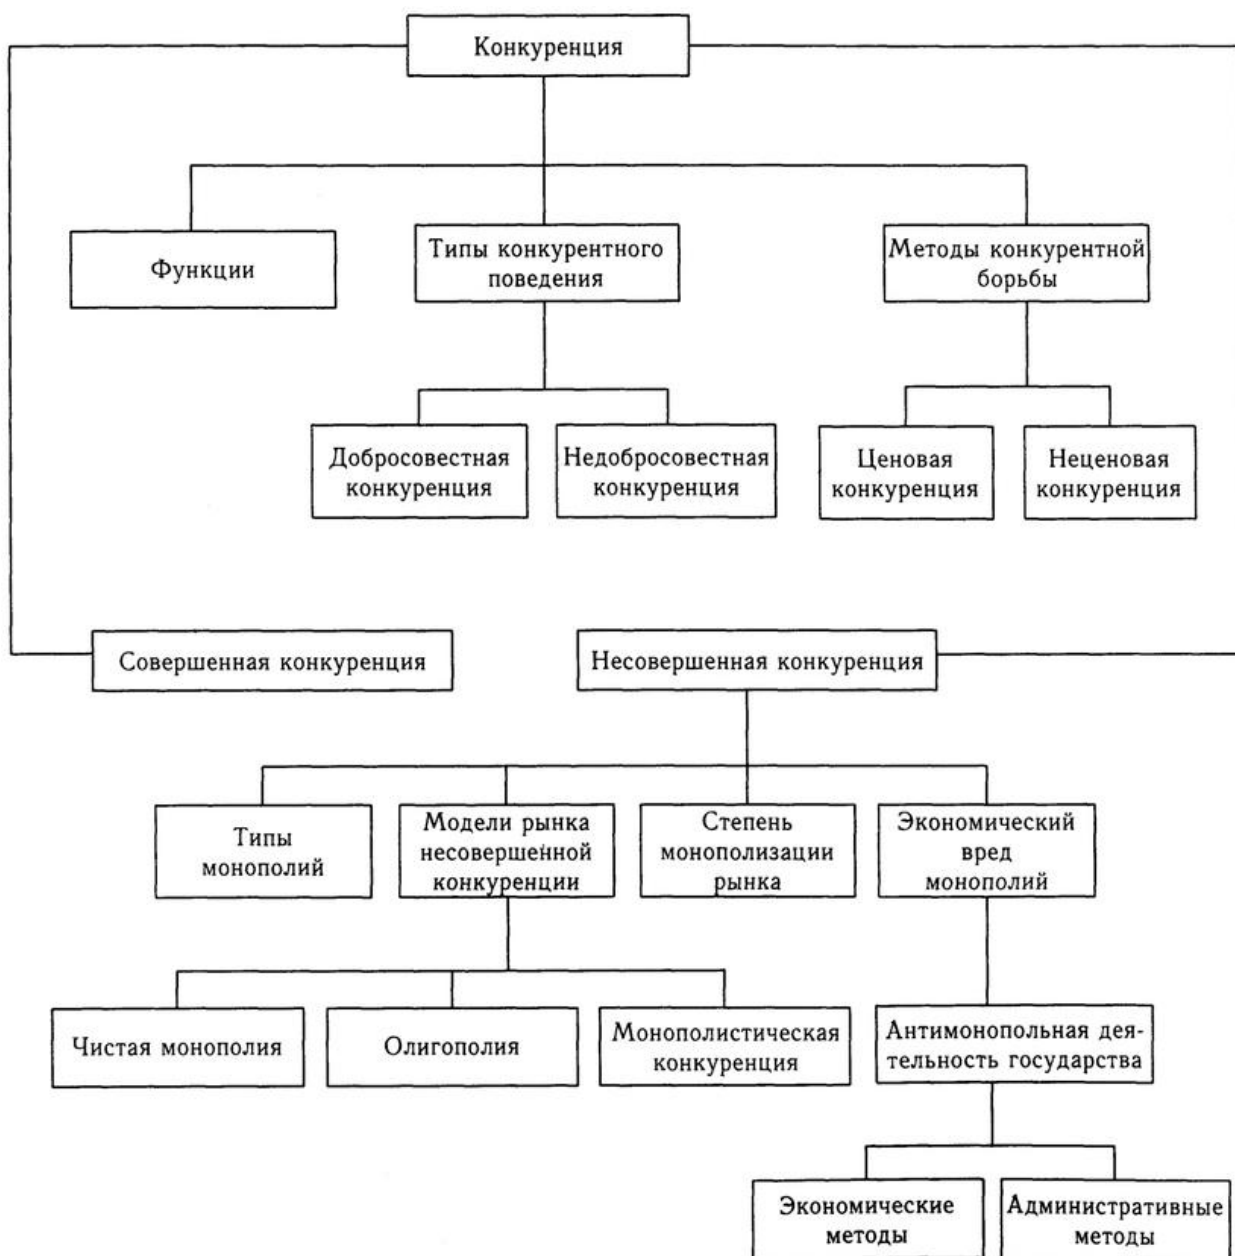 Конкуренция
Функции
Типы конкурентного
поведения
Методы конкурентной
борьбы
Добросовестная
конкуренция
Недобросовестная
конкуренция
Ценовая
конкуренция
Неценовая
конкуренция
Совершенная конкуренция
Несовершенная конкуренция
Типы
монополий
Модели рынка
несовершенной
конкуренции
Степень
монополизации
рынка
Экономический
вред
монополий
Чистая монополия
Олигополия
Монополистическая
конкуренция
Антимонопольная дея-
тельность государства
Экономические
методы
Административные
методы